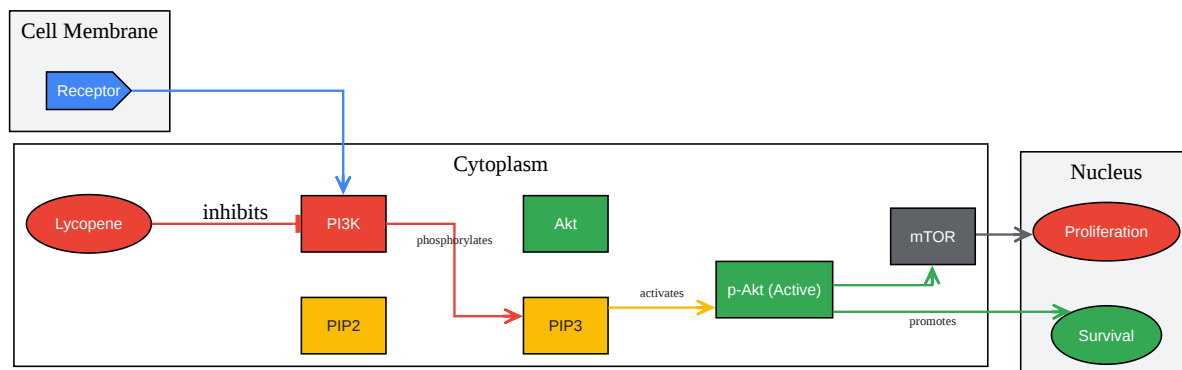 Cell Membrane
Receptor
Cytoplasm
Nucleus
Lycopene
inhibits
PI3K
phosphorylates
Akt
mTOR
Proliferation
PIP2
PIP3
activates
p-Akt (Active)
promotes
Survival